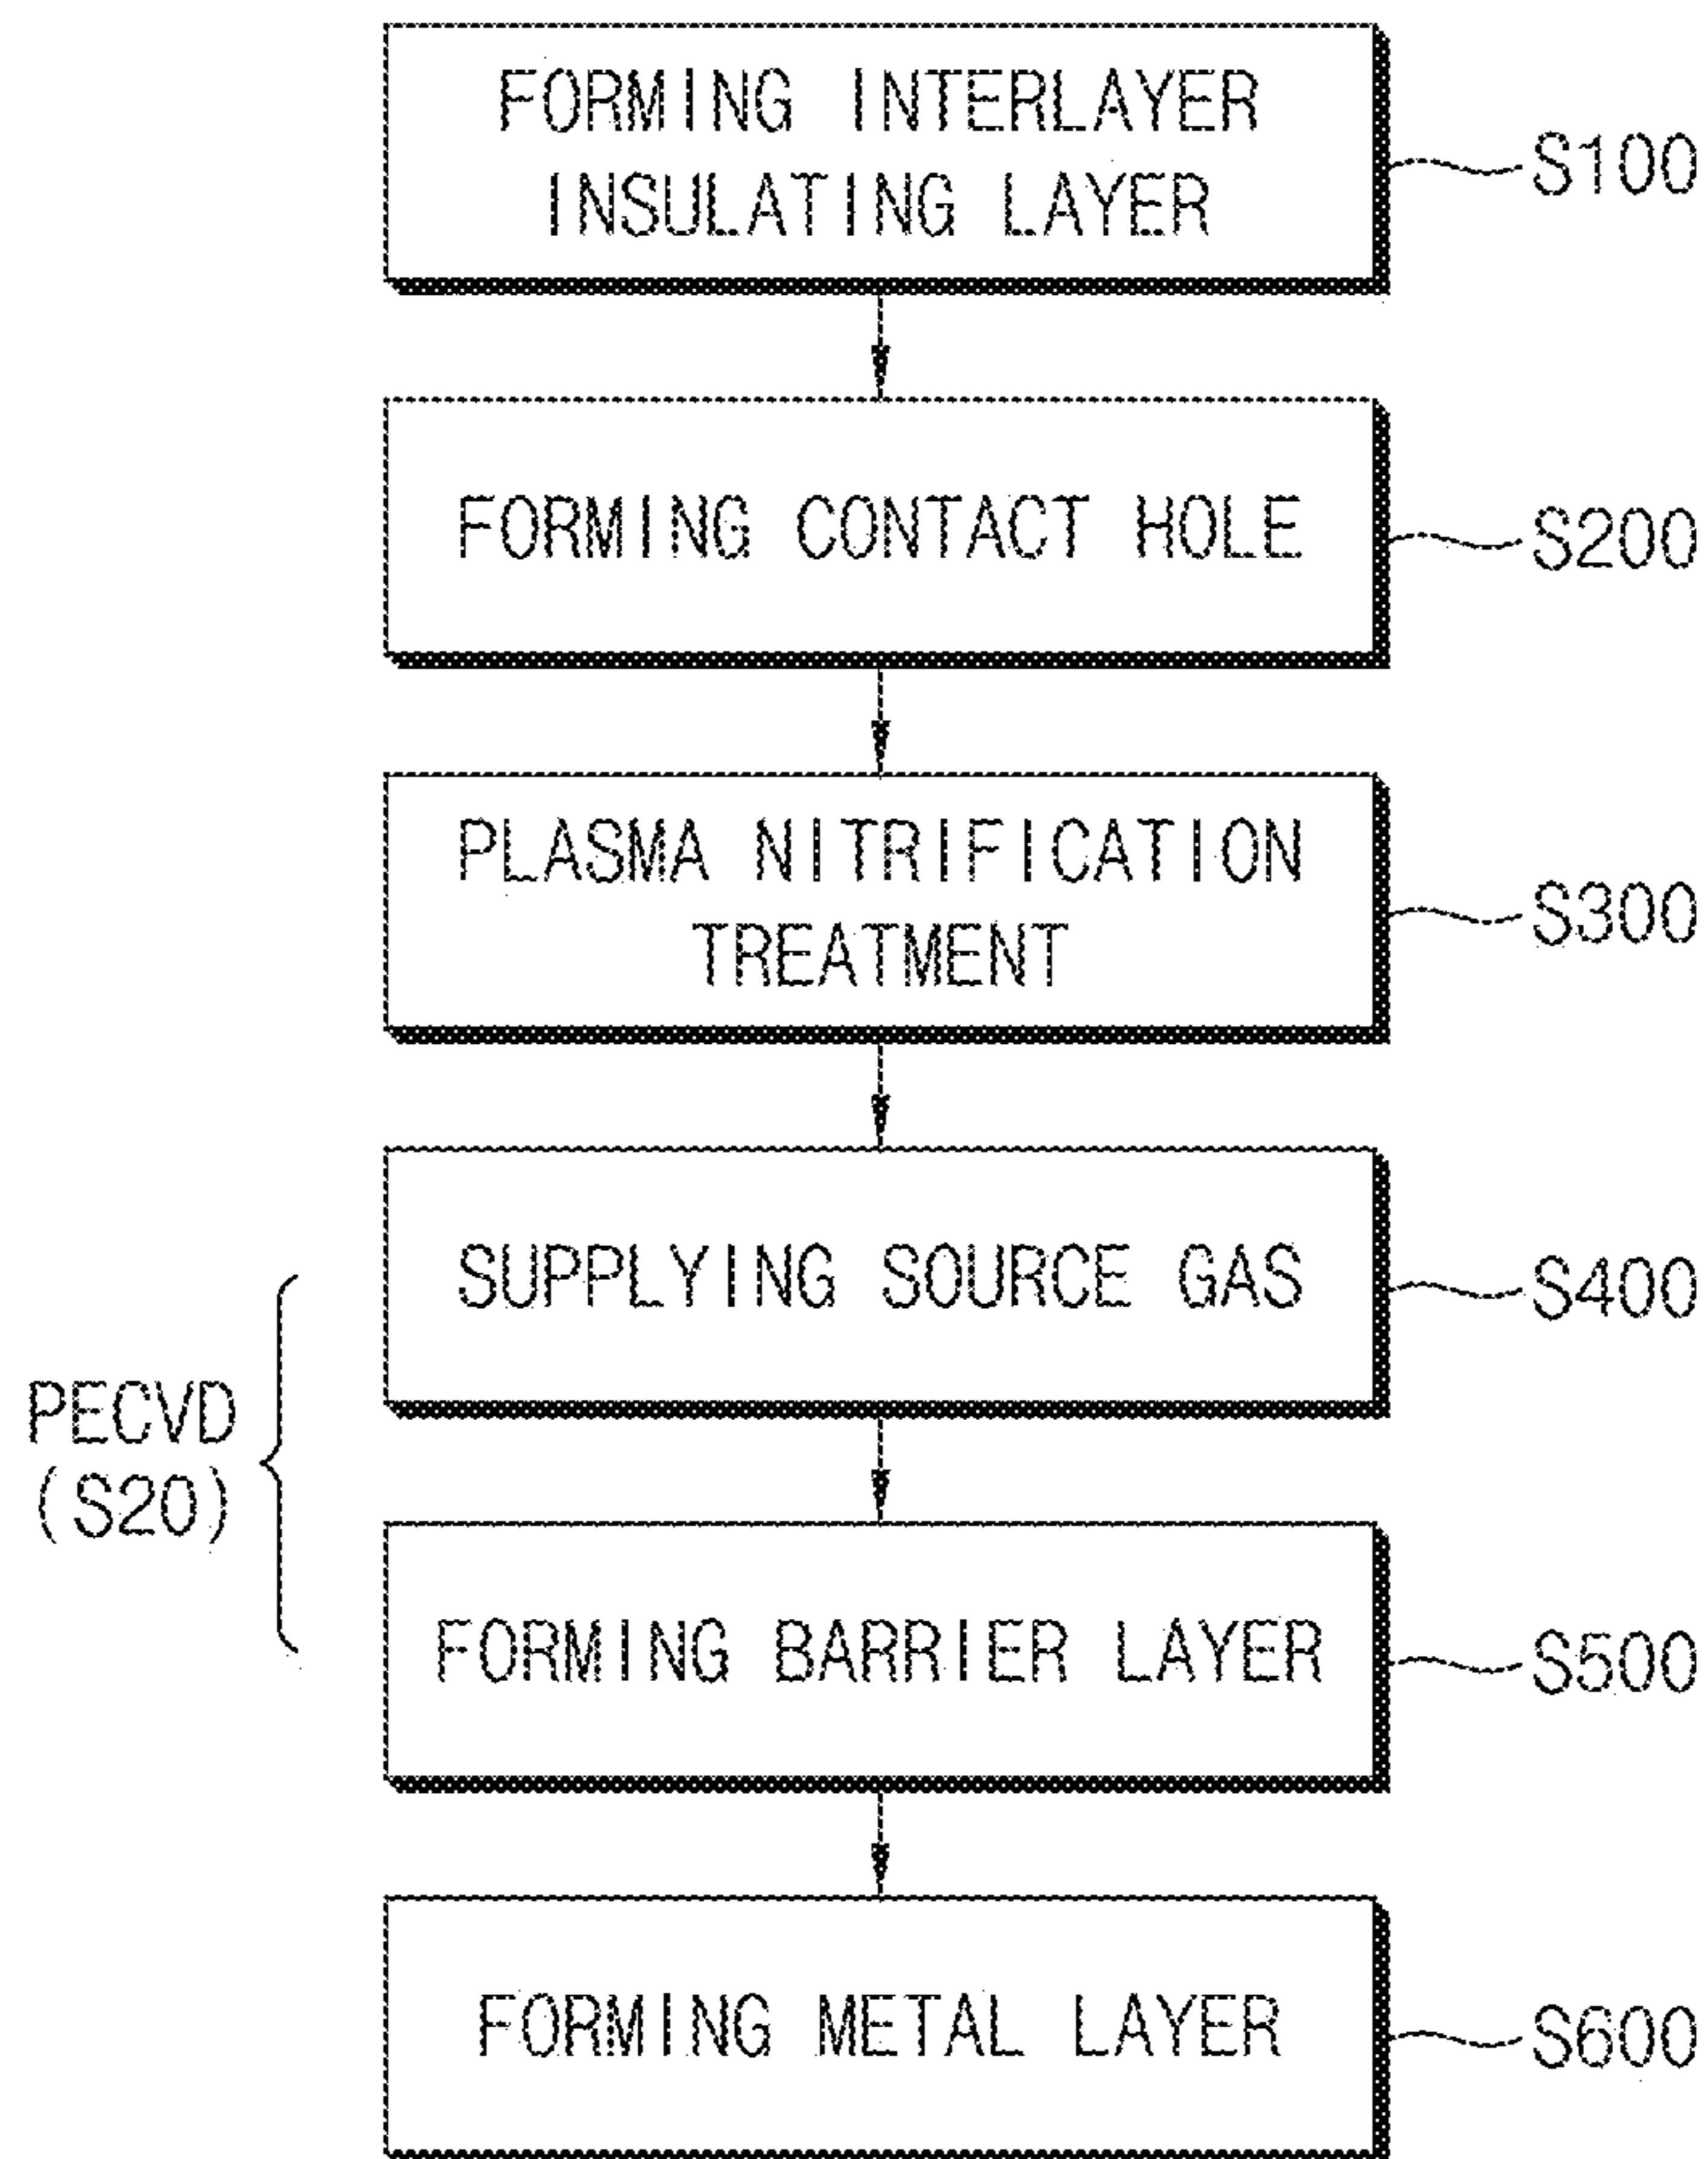 FORMING INTERLAYER
INSULATING LAYER
S100
FORMING CONTACT HOLE
S200
PLASMA NITRIFICATION
TREATMENT
S300
SUPPLYING SOURCE GAS
S400
PECVD
(S20)
FORMING BARRIER LAYER
S500
FORMING METAL LAYER
S600